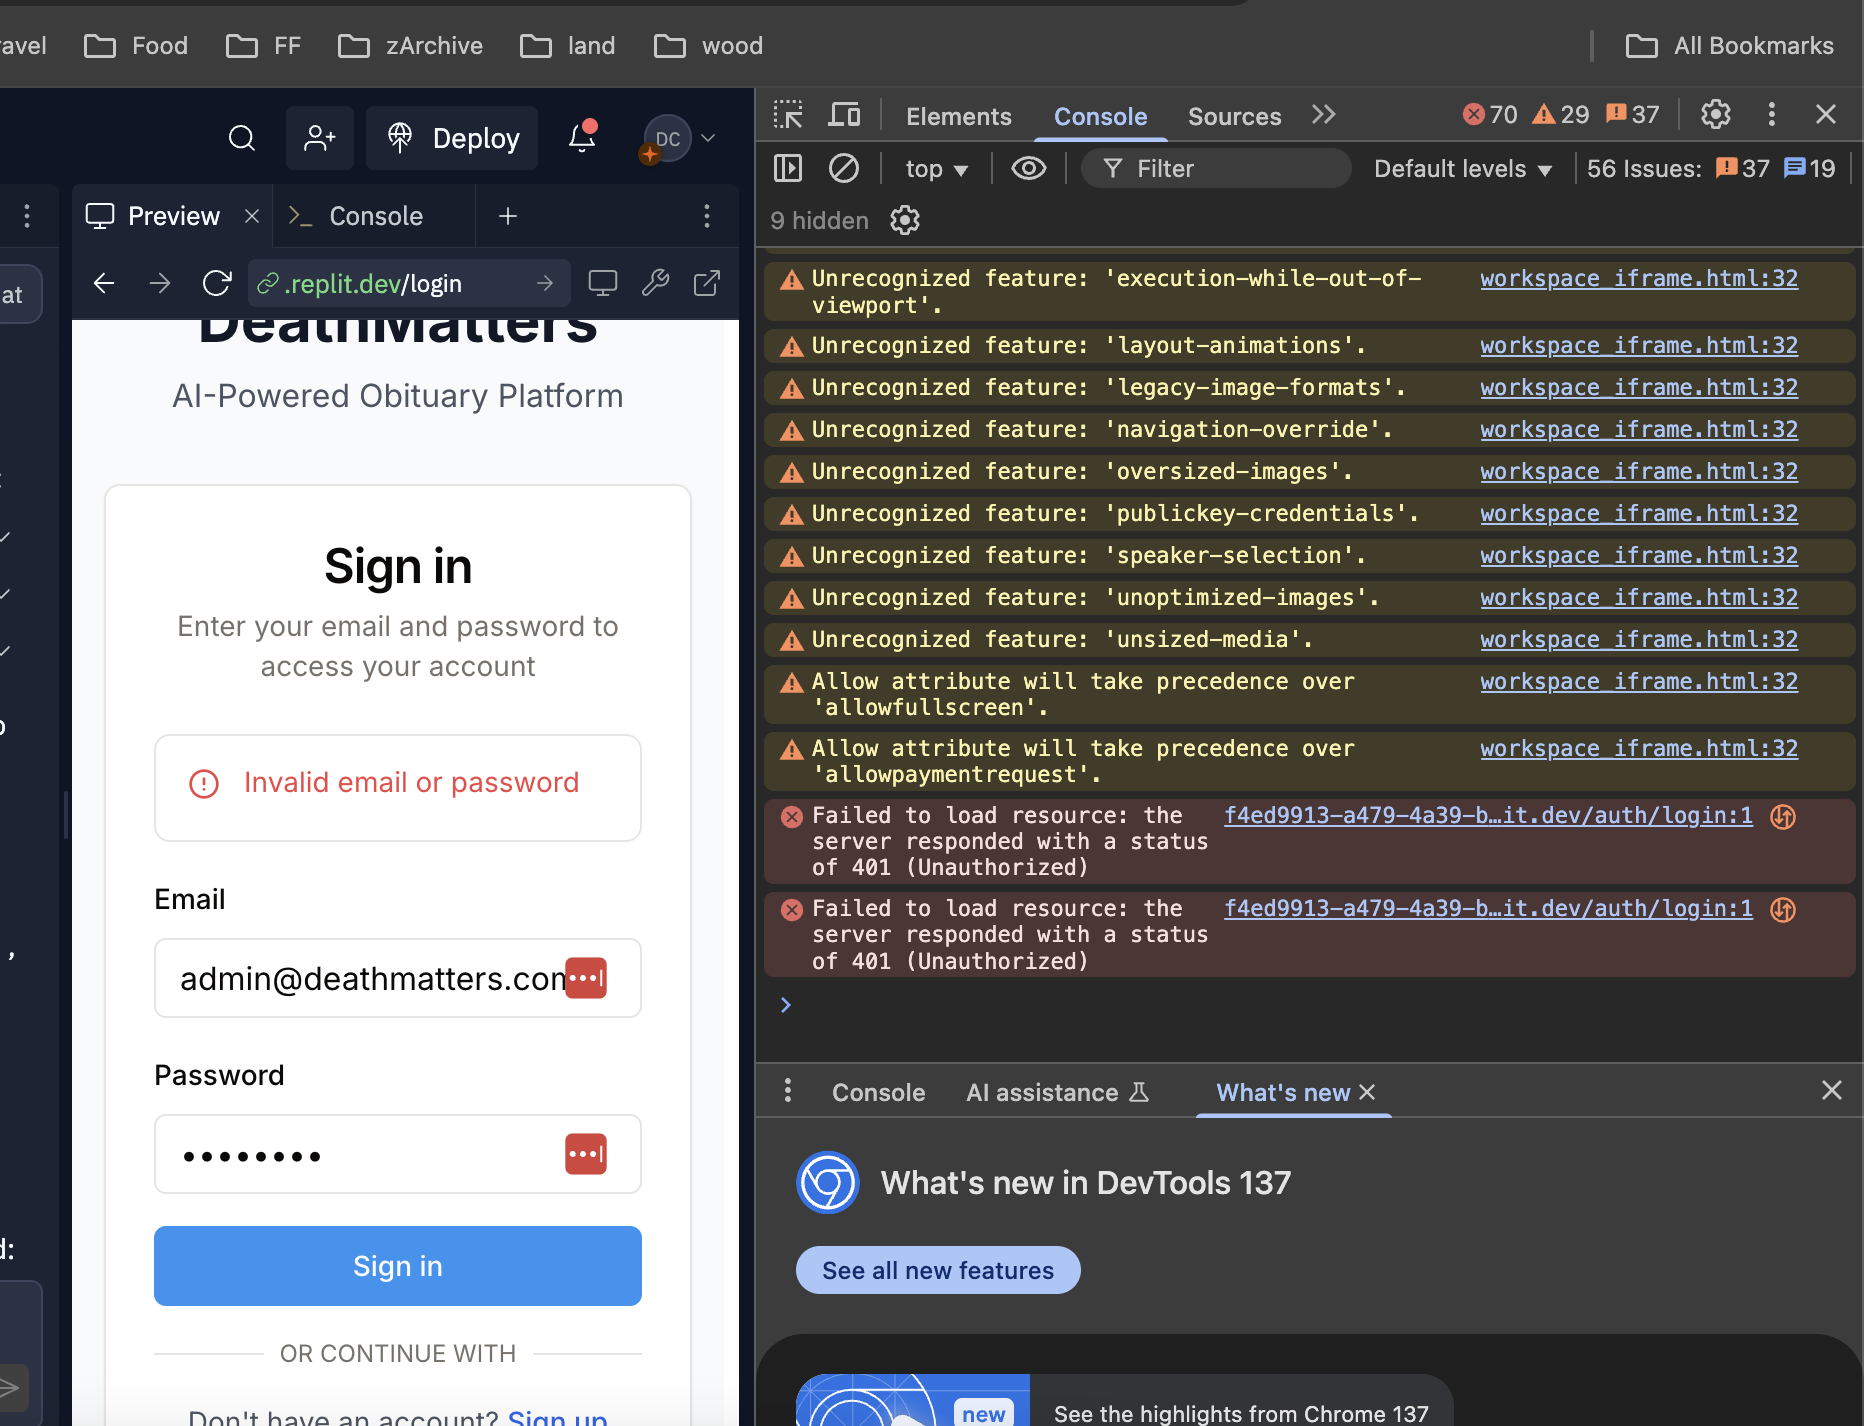 Food
FF
zArchive
land
wood
All Bookmarks
Deploy
DC
Preview
Console
.replit.dev/login
at
DeathMatters
AI-Powered Obituary Platform
Sign in
Enter your email and password to
access your account
Invalid email or password
Email
admin@deathmatters.com
Password
••••••••
Sign in
OR CONTINUE WITH
Don't have an account? Sign up
d:
Elements
Console
Sources
70
29
37
top
Filter
Default levels
56 Issues:
37
19
9 hidden
Unrecognized feature: 'execution-while-out-of-
viewport'.
workspace_iframe.html:32
Unrecognized feature: 'layout-animations'.
workspace_iframe.html:32
Unrecognized feature: 'legacy-image-formats'.
workspace_iframe.html:32
Unrecognized feature: 'navigation-override'.
workspace_iframe.html:32
Unrecognized feature: 'oversized-images'.
workspace_iframe.html:32
Unrecognized feature: 'publickey-credentials'.
workspace_iframe.html:32
Unrecognized feature: 'speaker-selection'.
workspace_iframe.html:32
Unrecognized feature: 'unoptimized-images'.
workspace_iframe.html:32
Unrecognized feature: 'unsized-media'.
workspace_iframe.html:32
Allow attribute will take precedence over
'allowfullscreen'.
workspace_iframe.html:32
Allow attribute will take precedence over
'allowpaymentrequest'.
workspace_iframe.html:32
Failed to load resource: the
server responded with a status
of 401 (Unauthorized)
f4ed9913-a479-4a39-b…it.dev/auth/login:1
Failed to load resource: the
server responded with a status
of 401 (Unauthorized)
f4ed9913-a479-4a39-b…it.dev/auth/login:1
Console
AI assistance
What's new
What's new in DevTools 137
See all new features
new
See the highlights from Chrome 137